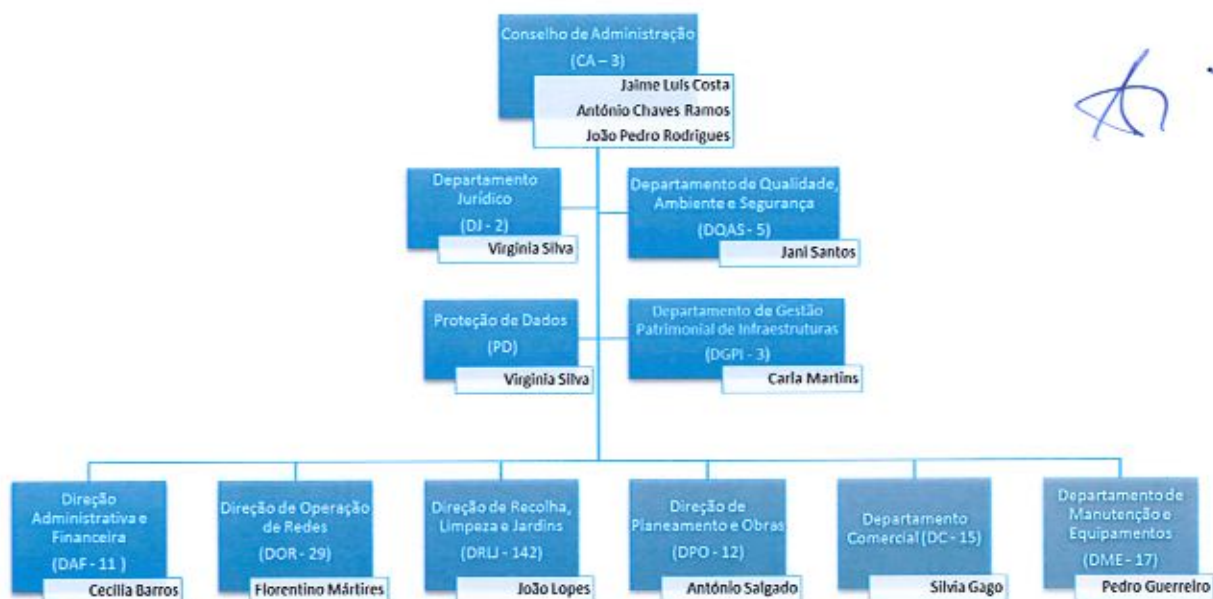 Conselho de Administração
(CA – 3)
Jaime Luis Costa
António Chaves Ramos
João Pedro Rodrigues
Departamento
Jurídico
(DJ - 2)
Virginia Silva
Departamento de Qualidade,
Ambiente e Segurança
(DQAS - 5)
Jani Santos
Proteção de Dados
(PD)
Virginia Silva
Departamento de Gestão
Patrimonial de Infraestruturas
(DGPI - 3)
Carla Martins
Direção
Administrativa e
Financeira
(DAF - 11 )
Cecilia Barros
Direção de Operação
de Redes
(DOR - 29)
Florentino Mártires
Direção de Recolha,
Limpeza e Jardins
(DRLJ - 142)
João Lopes
Direção de
Planeamento e Obras
(DPO - 12)
António Salgado
Departamento
Comercial (DC - 15)
Silvia Gago
Departamento de
Manutenção e
Equipamentos
(DME - 17)
Pedro Guerreiro